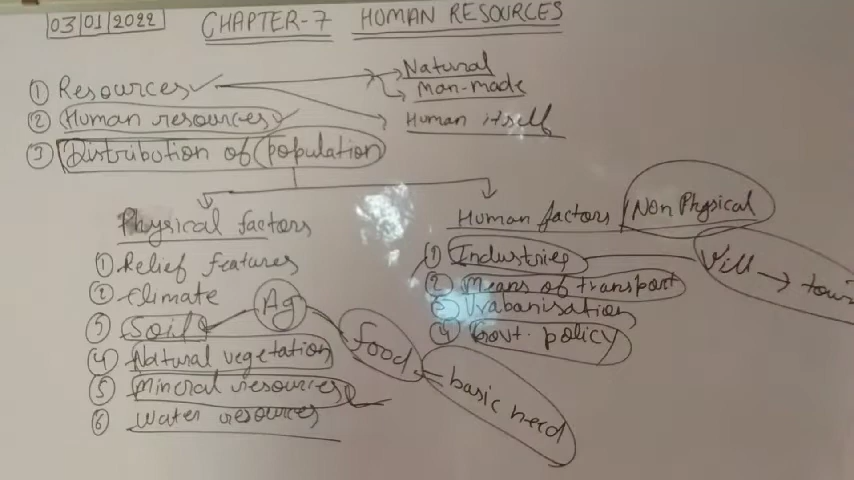 03|01|2022 CHAPTER-7 HUMAN RESOURCES
① Resources Natural
Man-made
② Human resources Human itself
③ Distribution of population
Physical factors
① Relief features
② Climate
③ Soil Ag
④ Natural vegetation food = basic need
⑤ Mineral resources
⑥ Water resources
Human factors Non Physical
① Industries Vill → town
② Means of transport
③ Urabanisation
④ Govt. policy